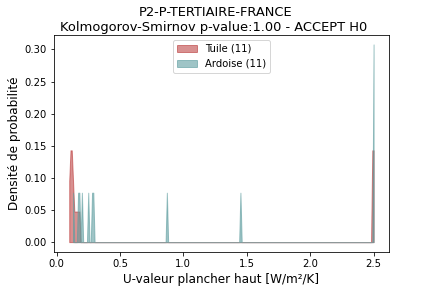 P2-P-TERTIAIRE-FRANCE
Kolmogorov-Smirnov p-value:1.00 - ACCEPT H0
Tuile (11)
Ardoise (11)
Densité de probabilité
0.30
0.25
0.20
0.15
0.10
0.05
0.00
0.0 0.5 1.0 1.5 2.0 2.5
U-valeur plancher haut [W/m²/K]